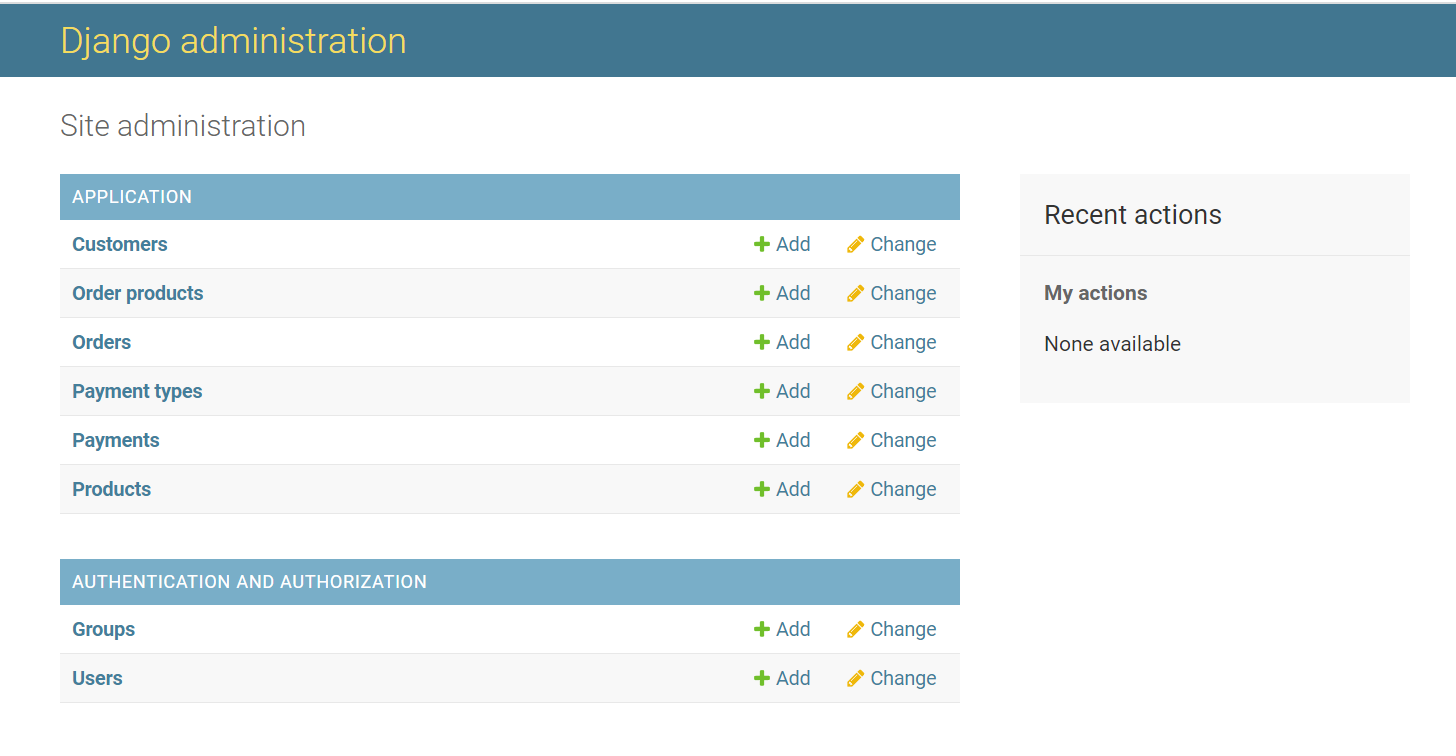 Django administration
Site administration
APPLICATION
Customers Add Change
Order products Add Change
Orders Add Change
Payment types Add Change
Payments Add Change
Products Add Change
AUTHENTICATION AND AUTHORIZATION
Groups Add Change
Users Add Change
Recent actions
My actions
None available